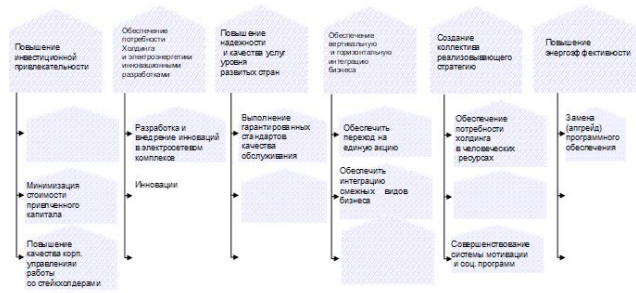 Повышение
инвестиционной
привлекательности
Обеспечение
потребности
Холдинга
и электроэнергетики
инновационными
разработками
Повышение
надежности
и качества услуг
уровня
развитых стран
Обеспечение
вертикальную
и горизонтальную
интеграцию
бизнеса
Создание
коллектива
реализовывающего
стратегию
Повышение
энергоэффективности
Разработка и
внедрение инноваций
в электросетевом
комплексе
Выполнение
гарантированных
стандартов
качества
обслуживания
Обеспечить
переход на
единую акцию
Обеспечение
потребности
холдинга
в человеческих
ресурсах
Замена
(апгрейд)
программного
обеспечения
Минимизация
стоимости
привлченного
капитала
Инновации
Обеспечить
интеграцию
смежных видов
бизнеса
Повышение
качества корп.
управления и
работы
со стейкхолдерами
Совершенствование
системы мотивации
и соц. программ